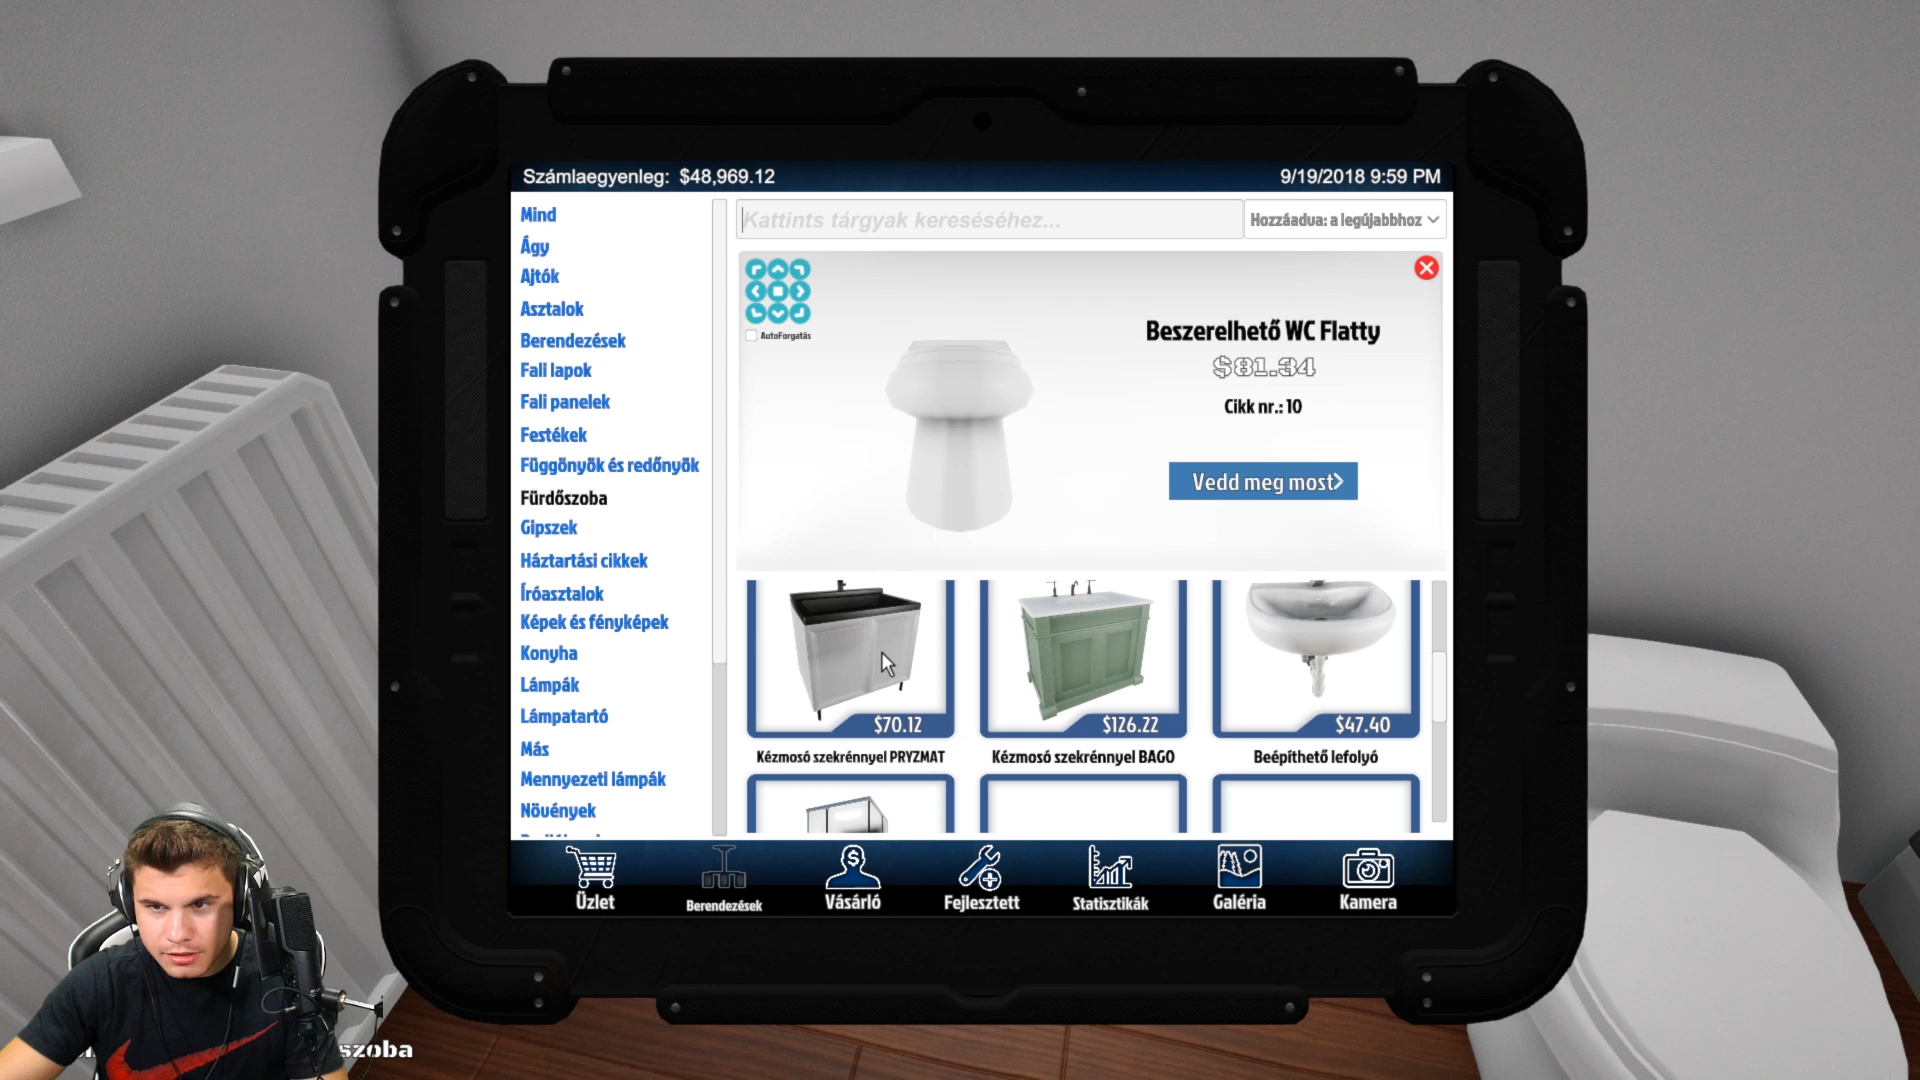 Számlaegyenleg: $48,969.12
9/19/2018 9:59 PM
Mind
Ágy
Ajtók
Asztalok
Berendezések
Fali lapok
Fali panelek
Festékek
Függönyök és redőnyök
Fürdőszoba
Gipszek
Háztartási cikkek
Íróasztalok
Képek és fényképek
Konyha
Lámpák
Lámpatartó
Más
Mennyezeti lámpák
Növények
Kattints tárgyak kereséséhez...
Hozzáadva: a legújabbhoz
AutoForgatás
Beszerelhető WC Flatty
$81.34
Cikk nr.: 10
Vedd meg most
$70.12
$126.22
$47.40
Kézmosó szekrénnyel PRYZMAT
Kézmosó szekrénnyel BAGO
Beépíthető lefolyó
Üzlet
Berendezések
Vásárló
Fejlesztett
Statisztikák
Galéria
Kamera
szoba